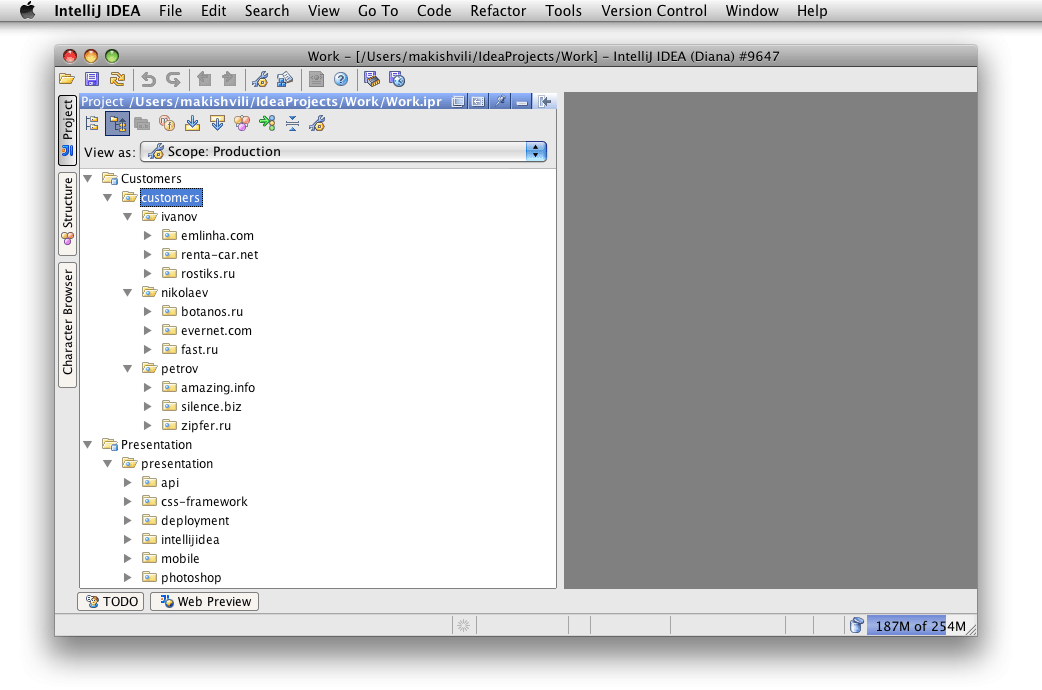 IntelliJ IDEA File Edit Search View Go To Code Refactor Tools Version Control Window Help
Work – [/Users/makishvili/IdeaProjects/Work] – IntelliJ IDEA (Diana) #9647
Project /Users/makishvili/IdeaProjects/Work/Work.ipr
Project
Structure
Character Browser
View as: Scope: Production
Customers
customers
ivanov
emlinha.com
renta-car.net
rostiks.ru
nikolaev
botanos.ru
evernet.com
fast.ru
petrov
amazing.info
silence.biz
zipfer.ru
Presentation
presentation
api
css-framework
deployment
intellijidea
mobile
photoshop
TODO Web Preview
187M of 254M